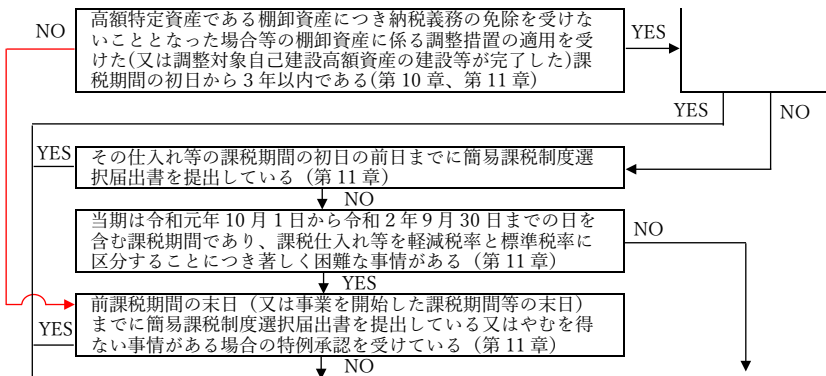 高額特定資産である棚卸資産につき納税義務の免除を受けな
いこととなった場合等の棚卸資産に係る調整措置の適用を受
けた(又は調整対象自己建設高額資産の建設等が完了した)課
税期間の初日から３年以内である(第 10 章、第 11 章)
NO
YES
YES
NO
YES
その仕入れ等の課税期間の初日の前日までに簡易課税制度選
択届出書を提出している（第 11 章）
NO
当期は令和元年 10 月 1 日から令和 2 年 9 月 30 日までの日を
含む課税期間であり、課税仕入れ等を軽減税率と標準税率に
区分することにつき著しく困難な事情がある（第 11 章）
NO
YES
前課税期間の末日（又は事業を開始した課税期間等の末日）
までに簡易課税制度選択届出書を提出している又はやむを得
ない事情がある場合の特例承認を受けている（第 11 章）
YES
NO